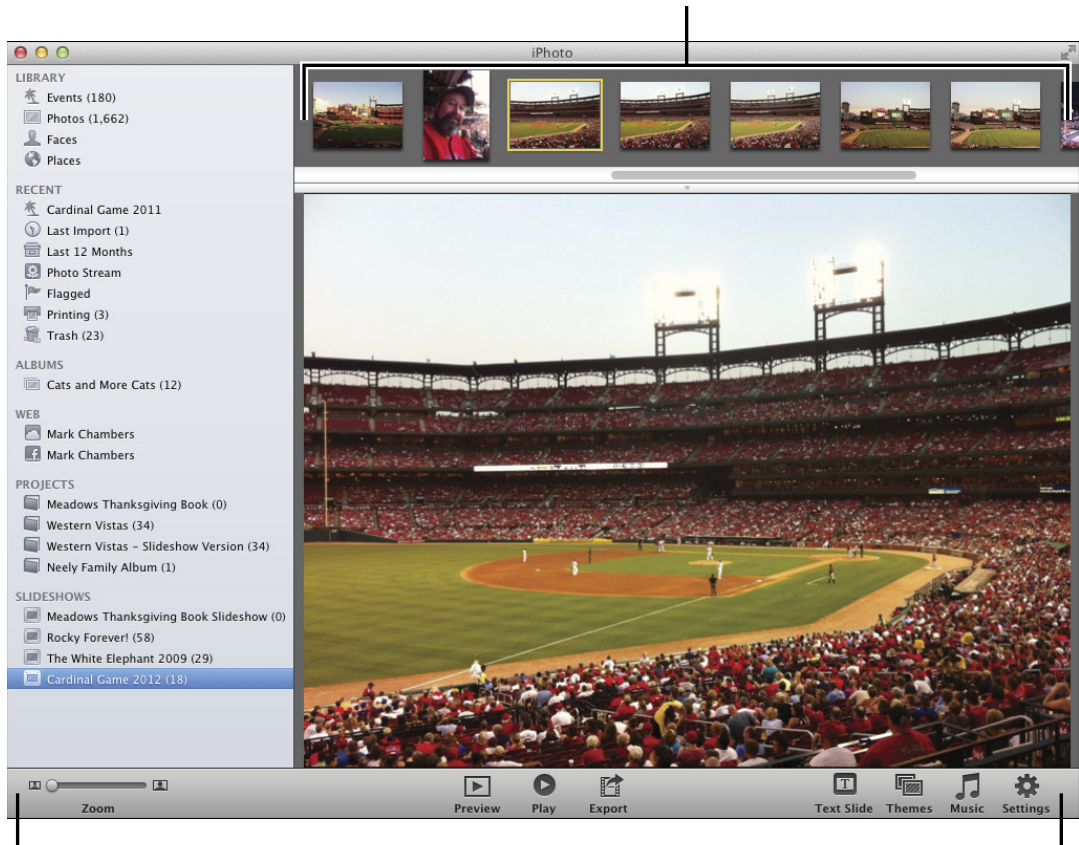 iPhoto
LIBRARY
Events (180)
Photos (1,662)
Faces
Places
RECENT
Cardinal Game 2011
Last Import (1)
Last 12 Months
Photo Stream
Flagged
Printing (3)
Trash (23)
ALBUMS
Cats and More Cats (12)
WEB
Mark Chambers
Mark Chambers
PROJECTS
Meadows Thanksgiving Book (0)
Western Vistas (34)
Western Vistas – Slideshow Version (34)
Neely Family Album (1)
SLIDESHOWS
Meadows Thanksgiving Book Slideshow (0)
Rocky Forever! (58)
The White Elephant 2009 (29)
Cardinal Game 2012 (18)
Zoom
Preview
Play
Export
Text Slide
Themes
Music
Settings